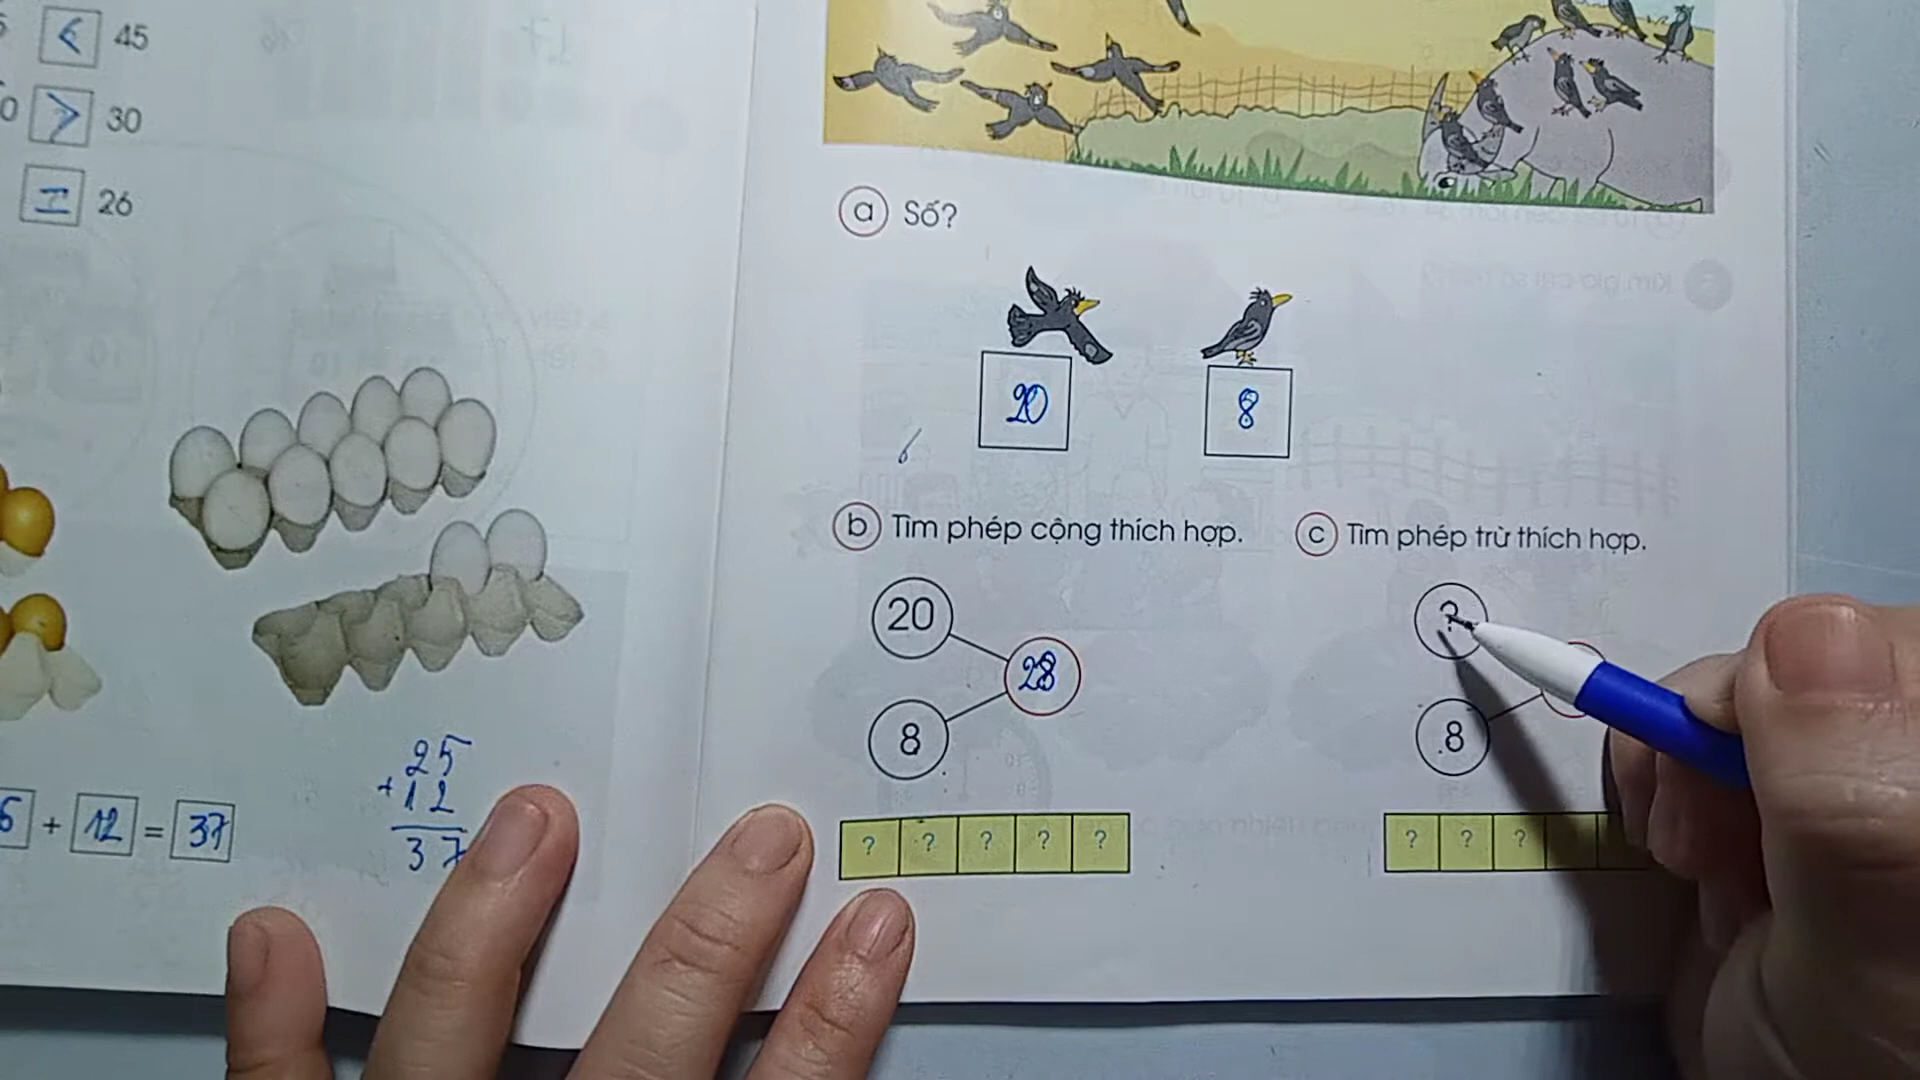 < 45
> 30
= 26
+ 12 = 37
25
+ 12
37
a Số?
20 8
b Tìm phép cộng thích hợp.
20
28
8
? ? ? ? ?
c Tìm phép trừ thích hợp.
?
8
? ? ?